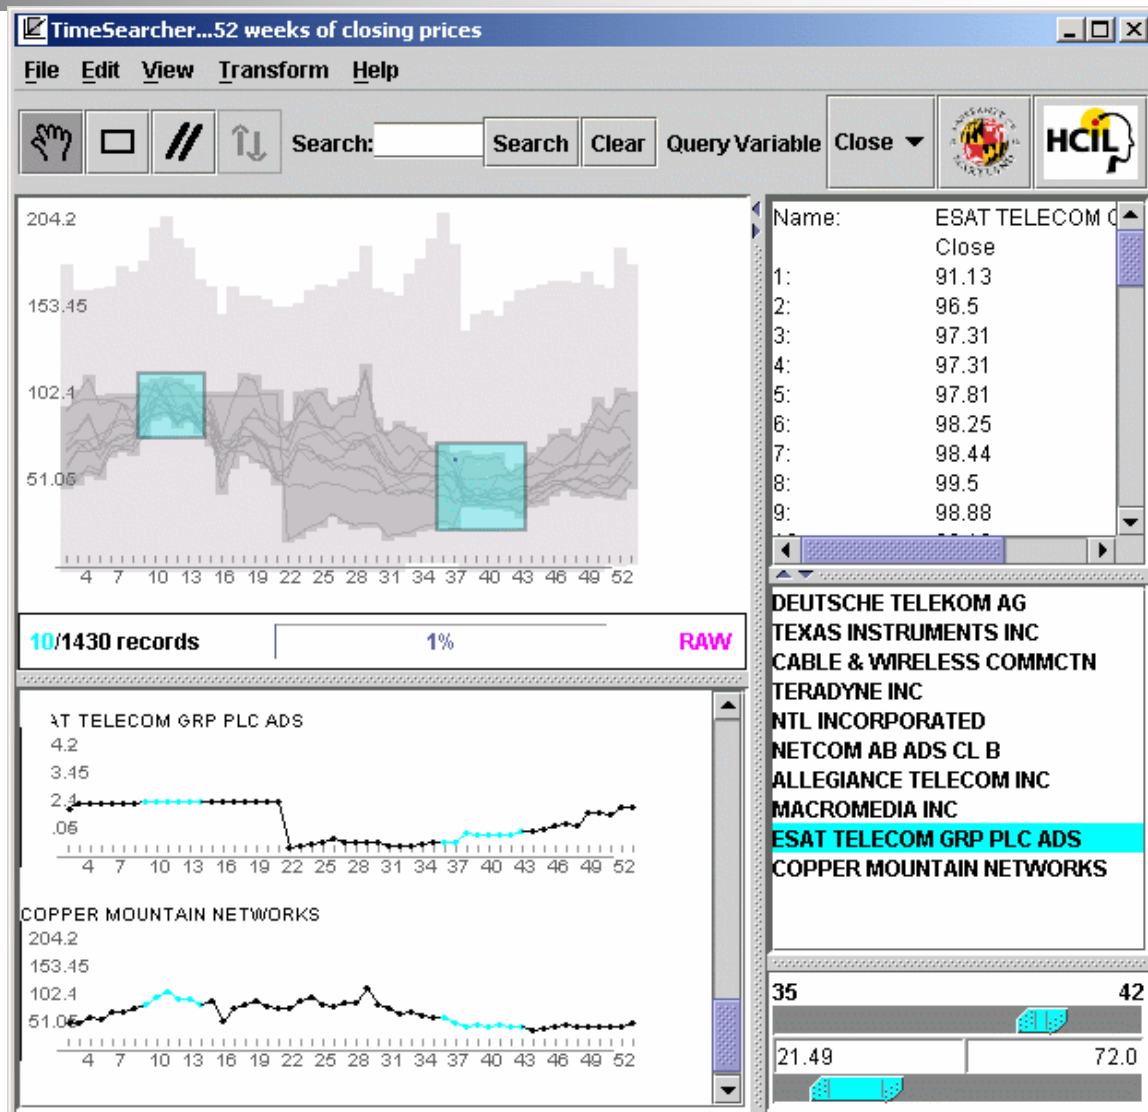 TimeSearcher...52 weeks of closing prices
File Edit View Transform Help
Search: Search Clear Query Variable Close HCIL
204.2
153.45
102.4
51.05
4 7 10 13 16 19 22 25 28 31 34 37 40 43 46 49 52
10/1430 records 1% RAW
AT TELECOM GRP PLC ADS
4.2
3.45
2.4
.05
4 7 10 13 16 19 22 25 28 31 34 37 40 43 46 49 52
COPPER MOUNTAIN NETWORKS
204.2
153.45
102.4
51.05
4 7 10 13 16 19 22 25 28 31 34 37 40 43 46 49 52
Name: ESAT TELECOM
Close
1: 91.13
2: 96.5
3: 97.31
4: 97.31
5: 97.81
6: 98.25
7: 98.44
8: 99.5
9: 98.88
DEUTSCHE TELEKOM AG
TEXAS INSTRUMENTS INC
CABLE & WIRELESS COMMCTN
TERADYNE INC
NTL INCORPORATED
NETCOM AB ADS CL B
ALLEGIANCE TELECOM INC
MACROMEDIA INC
ESAT TELECOM GRP PLC ADS
COPPER MOUNTAIN NETWORKS
35 42
21.49 72.0